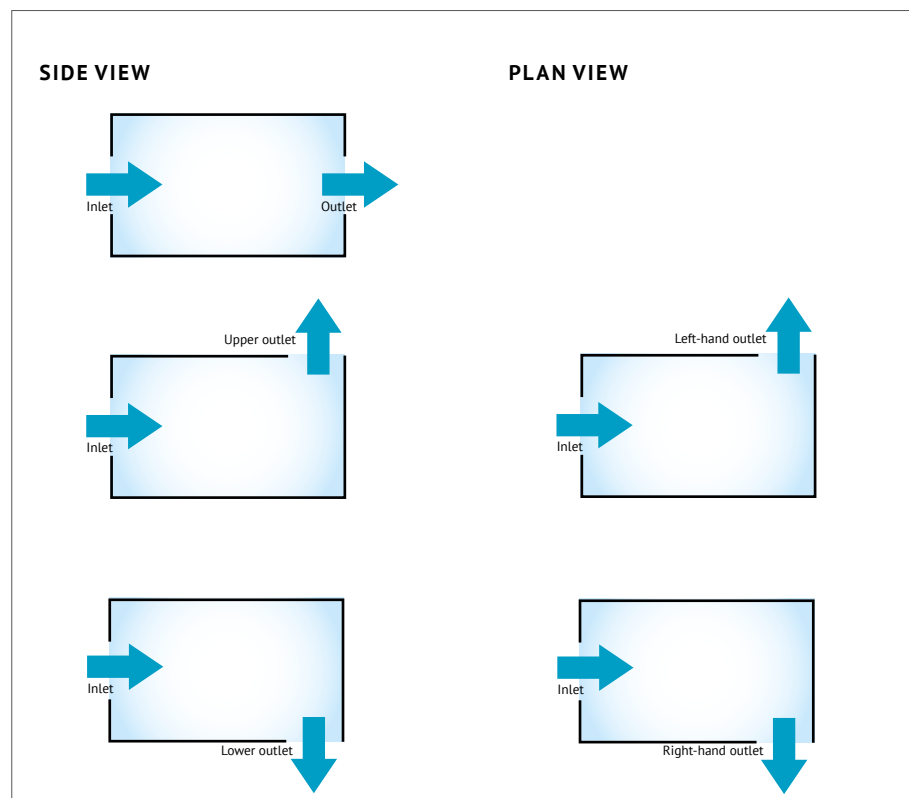 SIDE VIEW
PLAN VIEW
Inlet
Outlet
Upper outlet
Inlet
Left-hand outlet
Inlet
Inlet
Lower outlet
Inlet
Right-hand outlet